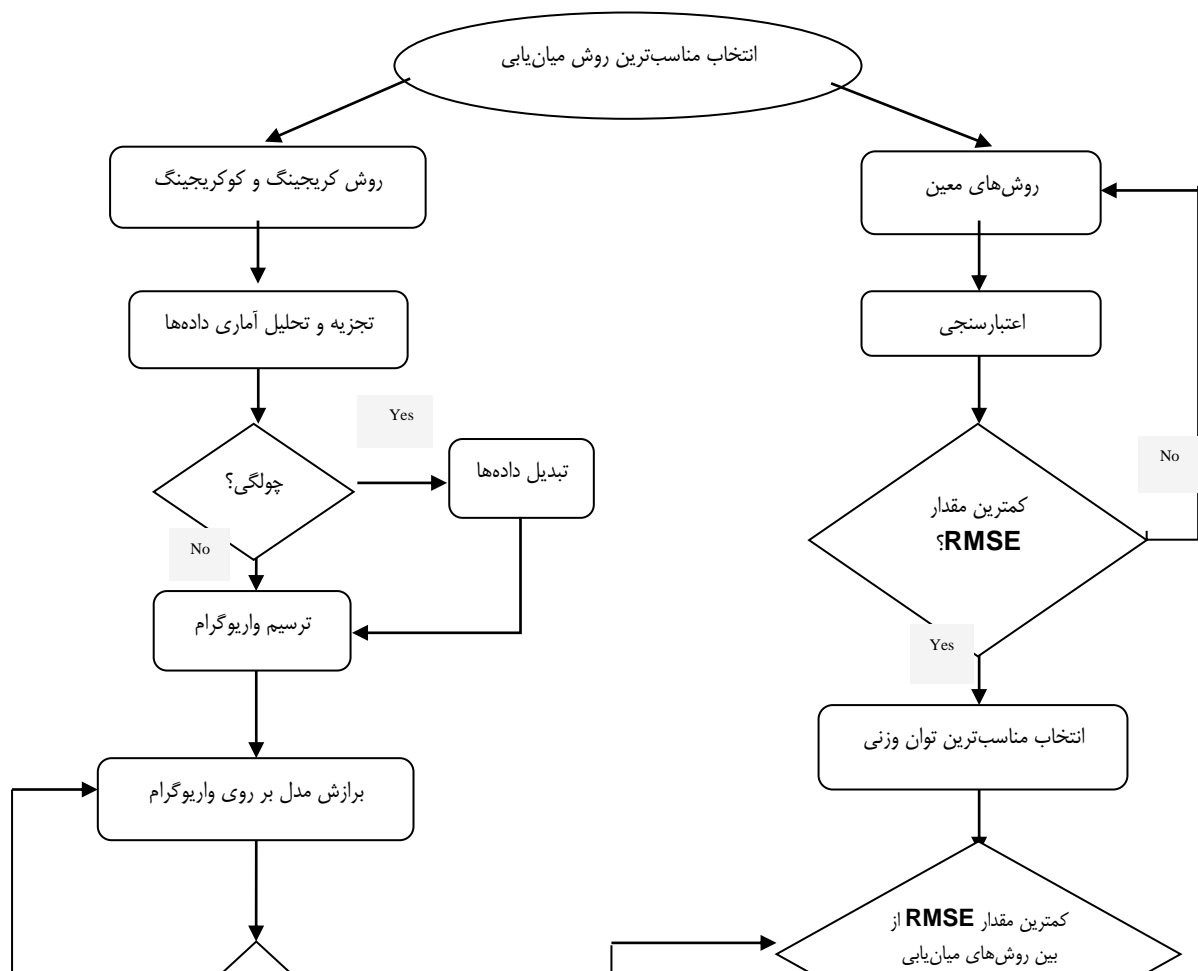 انتخاب مناسب‌ترین روش میان‌یابی
روش‌های معین
روش کریجینگ و کوکریجینگ
اعتبارسنجی
تجزیه و تحلیل آماری داده‌ها
Yes
تبدیل داده‌ها
چولگی؟
No
No
کمترین مقدار
RMSE؟
ترسیم واریوگرام
Yes
انتخاب مناسب‌ترین توان وزنی
برازش مدل بر روی واریوگرام
کمترین مقدار RMSE از
بین روش‌های میان‌یابی